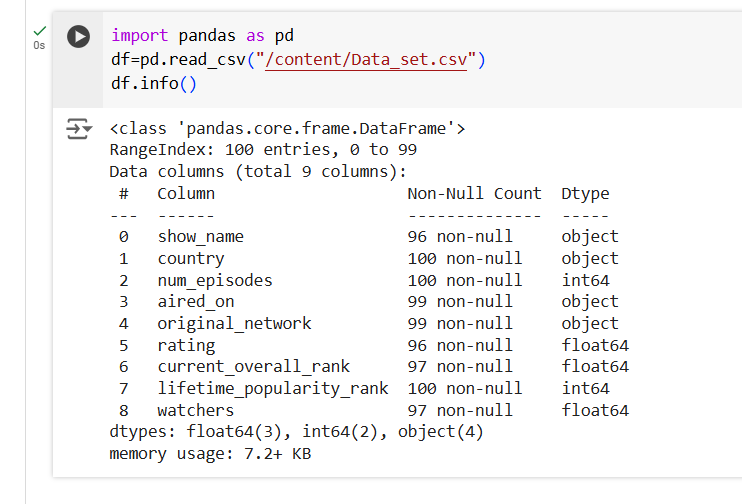 0s
import pandas as pd
df=pd.read_csv("/content/Data_set.csv")
df.info()
<class 'pandas.core.frame.DataFrame'>
RangeIndex: 100 entries, 0 to 99
Data columns (total 9 columns):
 #   Column                    Non-Null Count  Dtype
---  ------                    --------------  -----
 0   show_name                 96 non-null     object
 1   country                   100 non-null    object
 2   num_episodes              100 non-null    int64
 3   aired_on                  99 non-null     object
 4   original_network          99 non-null     object
 5   rating                    96 non-null     float64
 6   current_overall_rank      97 non-null     float64
 7   lifetime_popularity_rank  100 non-null    int64
 8   watchers                  97 non-null     float64
dtypes: float64(3), int64(2), object(4)
memory usage: 7.2+ KB